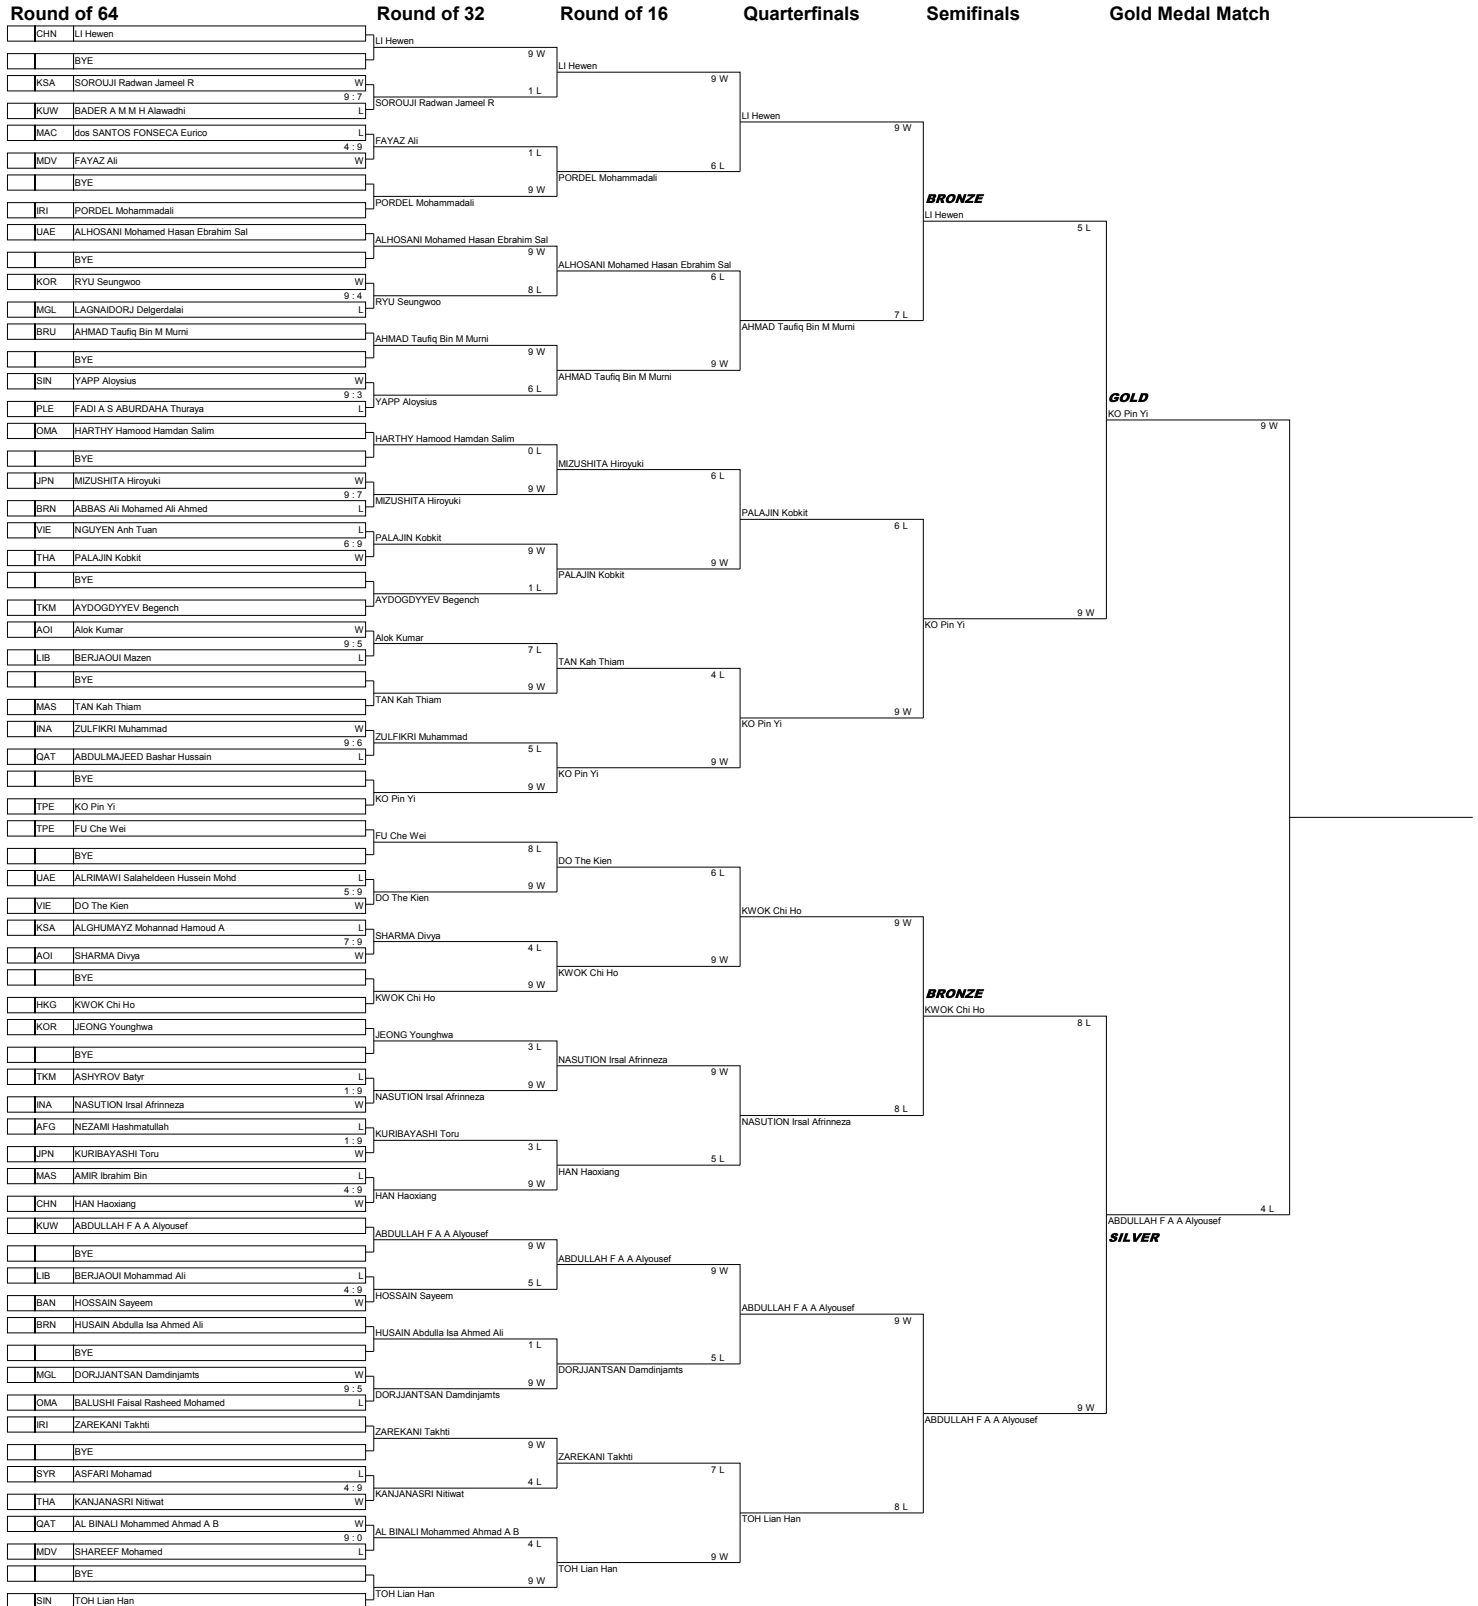 Round of 64 Round of 32 Round of 16 Quarterfinals Semifinals Gold Medal Match
CHN LI Hewen
LI Hewen
9 W
BYE
LI Hewen
9 W
KSA SOROUJI Radwan Jameel R W
1 L
9 : 7
SOROUJI Radwan Jameel R
KUW BADER A M M H Alawadhi L
LI Hewen
9 W
MAC dos SANTOS FONSECA Eurico L
4 : 9
FAYAZ Ali
1 L
MDV FAYAZ Ali W
6 L
PORDEL Mohammadali
BYE
9 W
PORDEL Mohammadali
BRONZE
IRI PORDEL Mohammadali
LI Hewen
5 L
UAE ALHOSANI Mohamed Hasan Ebrahim Sal
ALHOSANI Mohamed Hasan Ebrahim Sal
9 W
BYE
ALHOSANI Mohamed Hasan Ebrahim Sal
6 L
KOR RYU Seungwoo W
8 L
9 : 4
RYU Seungwoo
MGL LAGNAIDORJ Delgerdalai L
7 L
AHMAD Taufiq Bin M Murni
BRU AHMAD Taufiq Bin M Murni
AHMAD Taufiq Bin M Murni
9 W
BYE
9 W
AHMAD Taufiq Bin M Murni
SIN YAPP Aloysius W
6 L
9 : 3
YAPP Aloysius
GOLD
PLE FADI A S ABURDAHA Thuraya L
KO Pin Yi
9 W
OMA HARTHY Hamood Hamdan Salim
HARTHY Hamood Hamdan Salim
0 L
BYE
MIZUSHITA Hiroyuki
6 L
JPN MIZUSHITA Hiroyuki W
9 W
9 : 7
MIZUSHITA Hiroyuki
BRN ABBAS Ali Mohamed Ali Ahmed L
PALAJIN Kobkit
6 L
VIE NGUYEN Anh Tuan L
6 : 9
PALAJIN Kobkit
9 W
THA PALAJIN Kobkit W
9 W
PALAJIN Kobkit
BYE
1 L
AYDOGDYYEV Begench
TKM AYDOGDYYEV Begench
9 W
KO Pin Yi
AOI Alok Kumar W
9 : 5
Alok Kumar
7 L
LIB BERJAOUI Mazen L
TAN Kah Thiam
4 L
BYE
9 W
TAN Kah Thiam
MAS TAN Kah Thiam
9 W
KO Pin Yi
INA ZULFIKRI Muhammad W
9 : 6
ZULFIKRI Muhammad
5 L
QAT ABDULMAJEED Bashar Hussain L
9 W
KO Pin Yi
BYE
9 W
KO Pin Yi
TPE KO Pin Yi
TPE FU Che Wei
FU Che Wei
8 L
BYE
DO The Kien
6 L
UAE ALRIMAWI Salaheldeen Hussein Mohd L
9 W
5 : 9
DO The Kien
VIE DO The Kien W
KWOK Chi Ho
9 W
KSA ALGHUMAYZ Mohannad Hamoud A L
7 : 9
SHARMA Divya
4 L
AOI SHARMA Divya W
9 W
KWOK Chi Ho
BYE
9 W
KWOK Chi Ho
BRONZE
HKG KWOK Chi Ho
KWOK Chi Ho
8 L
KOR JEONG Younghwa
JEONG Younghwa
3 L
BYE
NASUTION Irsal Afrinneza
9 W
TKM ASHYROV Batyr L
9 W
1 : 9
NASUTION Irsal Afrinneza
INA NASUTION Irsal Afrinneza W
8 L
NASUTION Irsal Afrinneza
AFG NEZAMI Hashmatullah L
1 : 9
KURIBAYASHI Toru
3 L
JPN KURIBAYASHI Toru W
5 L
HAN Haoxiang
MAS AMIR Ibrahim Bin L
9 W
4 : 9
HAN Haoxiang
CHN HAN Haoxiang W
4 L
ABDULLAH F A A Alyousef
SILVER
KUW ABDULLAH F A A Alyousef
ABDULLAH F A A Alyousef
9 W
BYE
ABDULLAH F A A Alyousef
9 W
LIB BERJAOUI Mohammad Ali L
5 L
4 : 9
HOSSAIN Sayeem
BAN HOSSAIN Sayeem W
ABDULLAH F A A Alyousef
9 W
BRN HUSAIN Abdulla Isa Ahmed Ali
HUSAIN Abdulla Isa Ahmed Ali
1 L
BYE
5 L
DORJJANTSAN Damdinjamts
MGL DORJJANTSAN Damdinjamts W
9 W
9 : 5
DORJJANTSAN Damdinjamts
OMA BALUSHI Faisal Rasheed Mohamed L
9 W
ABDULLAH F A A Alyousef
IRI ZAREKANI Takhti
ZAREKANI Takhti
9 W
BYE
ZAREKANI Takhti
7 L
SYR ASFARI Mohamad L
4 L
4 : 9
KANJANASRI Nitiwat
THA KANJANASRI Nitiwat W
8 L
TOH Lian Han
QAT AL BINALI Mohammed Ahmad A B W
9 : 0
AL BINALI Mohammed Ahmad A B
4 L
MDV SHAREEF Mohamed L
9 W
TOH Lian Han
BYE
9 W
TOH Lian Han
SIN TOH Lian Han